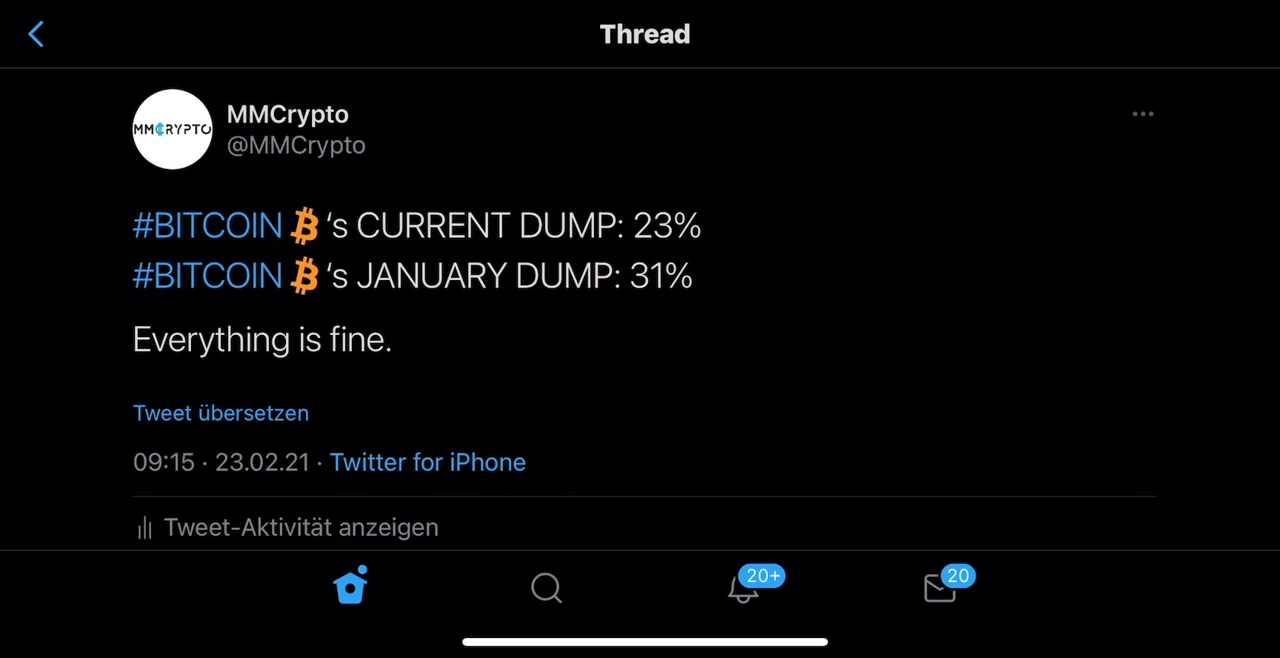 Thread
MMCRYPTO
MMCrypto
@MMCrypto
#BITCOIN ‘s CURRENT DUMP: 23%
#BITCOIN ‘s JANUARY DUMP: 31%
Everything is fine.
Tweet übersetzen
09:15 · 23.02.21 · Twitter for iPhone
Tweet-Aktivität anzeigen
20+ 20